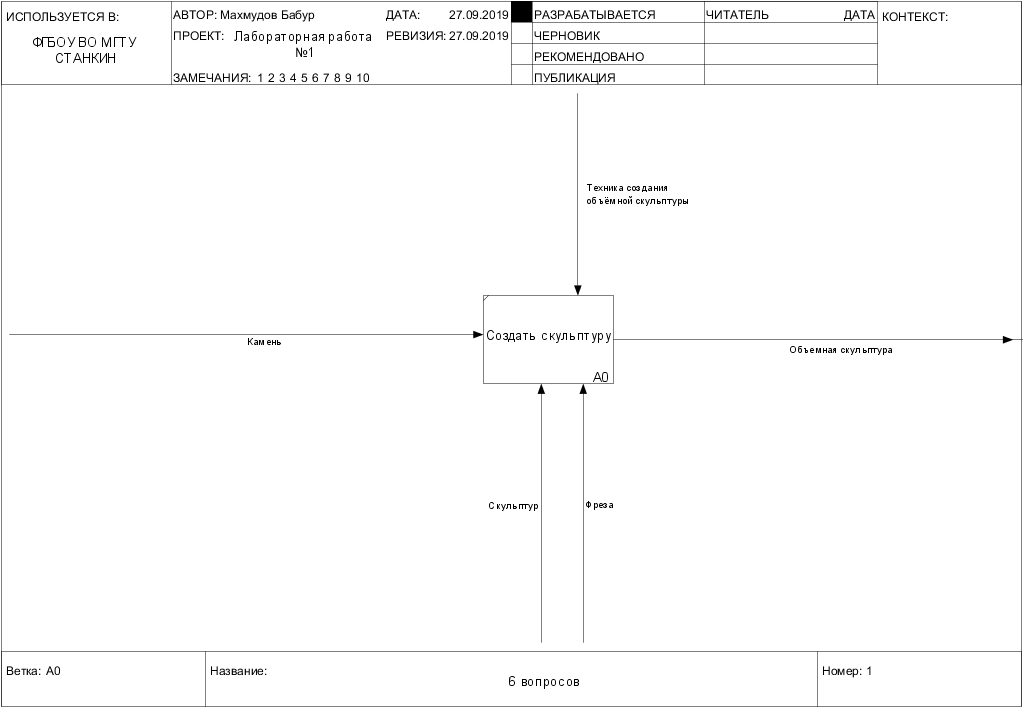 ИСПОЛЬЗУЕТСЯ В:
ФГБОУ ВО МГТУ
СТАНКИН
АВТОР: Махмудов Бабур
ДАТА: 27.09.2019
ПРОЕКТ: Лабораторная работа
№1
РЕВИЗИЯ: 27.09.2019
ЗАМЕЧАНИЯ: 1 2 3 4 5 6 7 8 9 10
РАЗРАБАТЫВАЕТСЯ
ЧЕРНОВИК
РЕКОМЕНДОВАНО
ПУБЛИКАЦИЯ
ЧИТАТЕЛЬ ДАТА
КОНТЕКСТ:
Техника создания
объёмной скульптуры
Создать скульптуру
A0
Камень
Объемная скульптура
Скульптур
Фреза
Ветка: A0
Название:
6 вопросов
Номер: 1